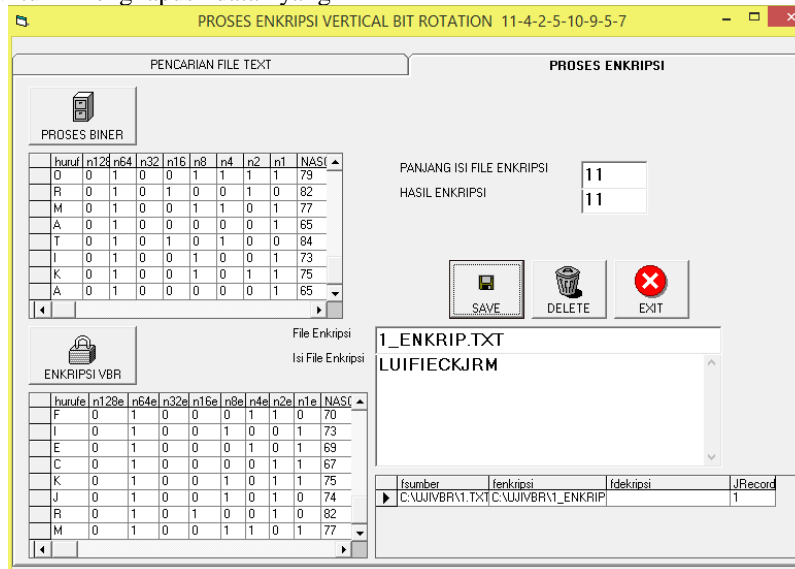 PROSES ENKRIPSI VERTICAL BIT ROTATION 11-4-2-5-10-9-5-7
PENCARIAN FILE TEXT
PROSES ENKRIPSI
PROSES BINER
huruf n128 n64 n32 n16 n8 n4 n2 n1 NASC
O 0 1 0 0 1 1 1 1 79
R 0 1 0 1 0 0 1 0 82
M 0 1 0 0 1 1 0 1 77
A 0 1 0 0 0 0 0 1 65
T 0 1 0 1 0 1 0 0 84
I 0 1 0 0 1 0 0 1 73
K 0 1 0 0 1 0 1 1 75
A 0 1 0 0 0 0 0 1 65
PANJANG ISI FILE ENKRIPSI 11
HASIL ENKRIPSI 11
SAVE DELETE EXIT
ENKRIPSI VBR
File Enkripsi 1_ENKRIP.TXT
Isi File Enkripsi LUIFIECKJRM
hurufe n128e n64e n32e n16e n8e n4e n2e n1e NASC
F 0 1 0 0 0 1 1 0 70
I 0 1 0 0 1 0 0 1 73
E 0 1 0 0 0 1 0 1 69
C 0 1 0 0 0 0 1 1 67
K 0 1 0 0 1 0 1 1 75
J 0 1 0 0 1 0 1 0 74
R 0 1 0 1 0 0 1 0 82
M 0 1 0 0 1 1 0 1 77
fsumber fenkripsi fdekripsi JRecord
C:\UJIVBR\1.TXT C:\UJIVBR\1_ENKRIP 1